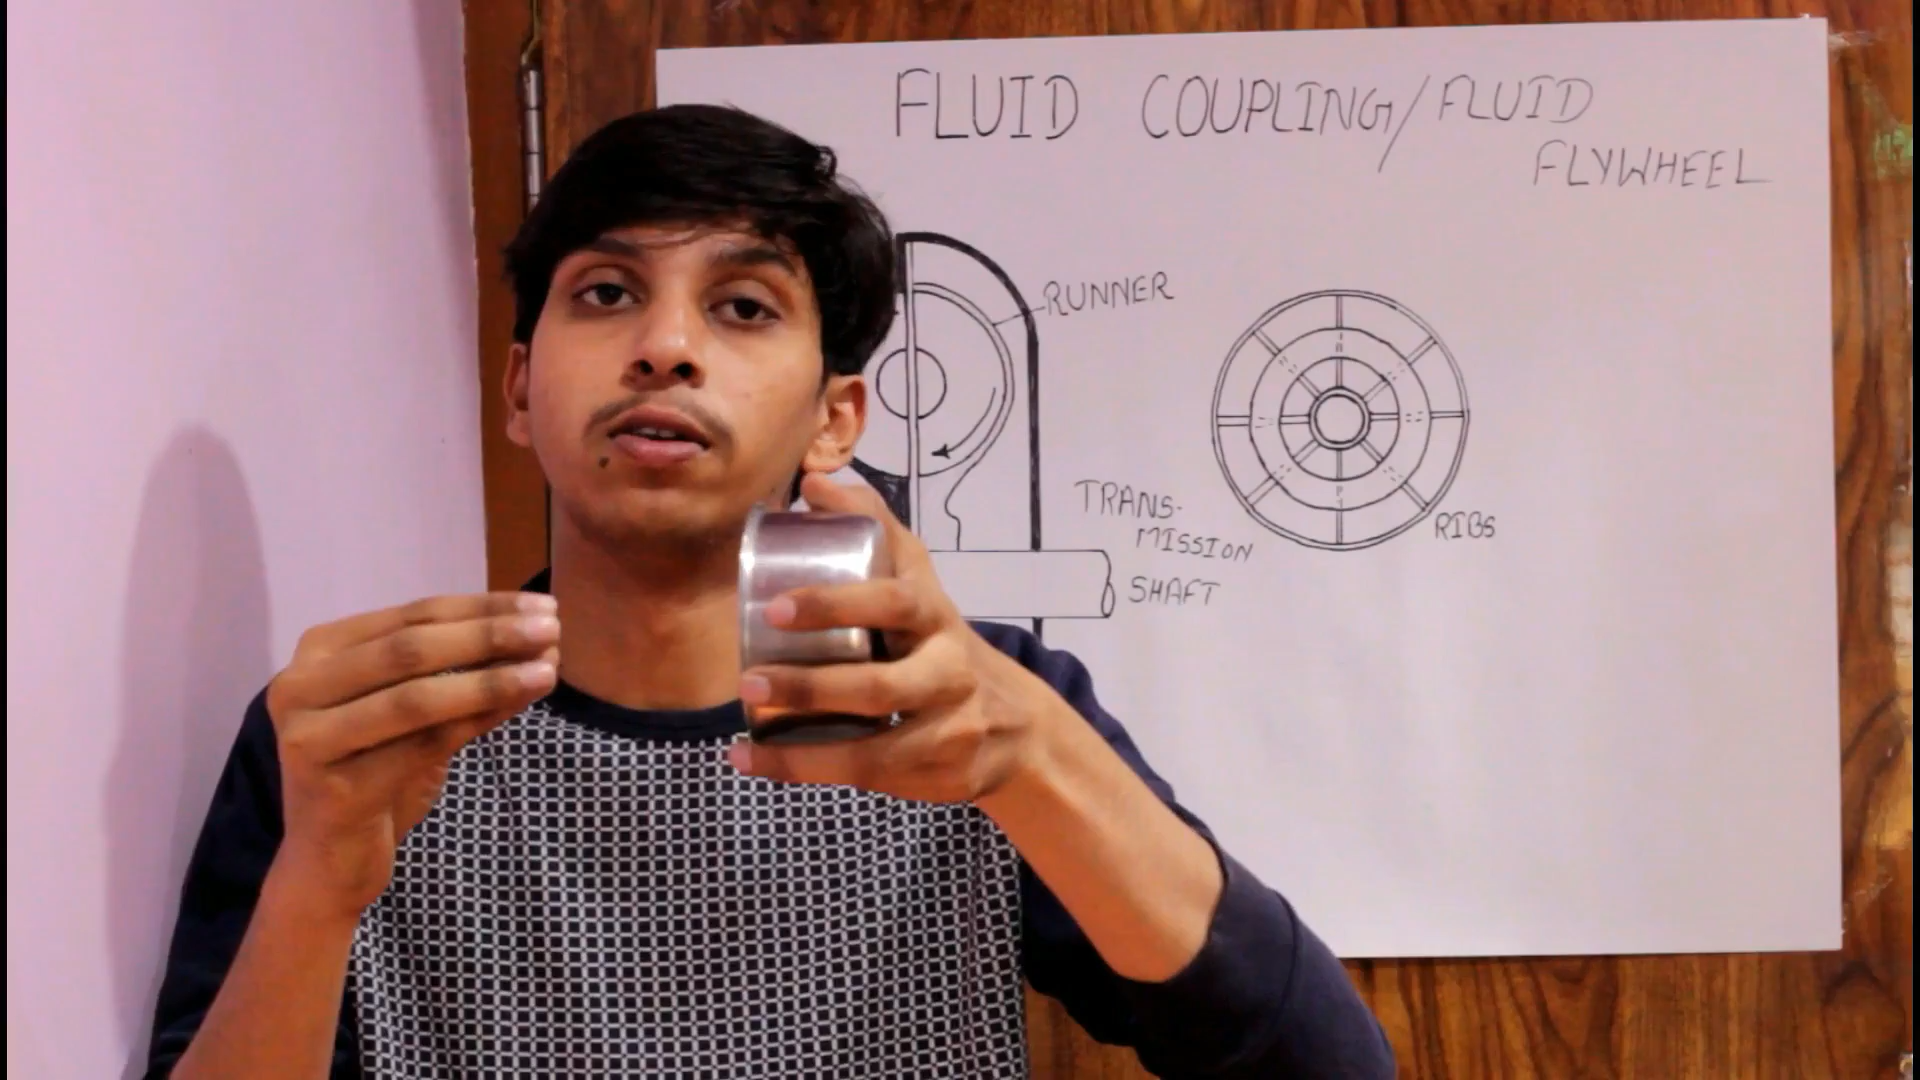 FLUID COUPLING/FLUID
FLYWHEEL
RUNNER
TRANS-
MISSION
SHAFT
RIBS